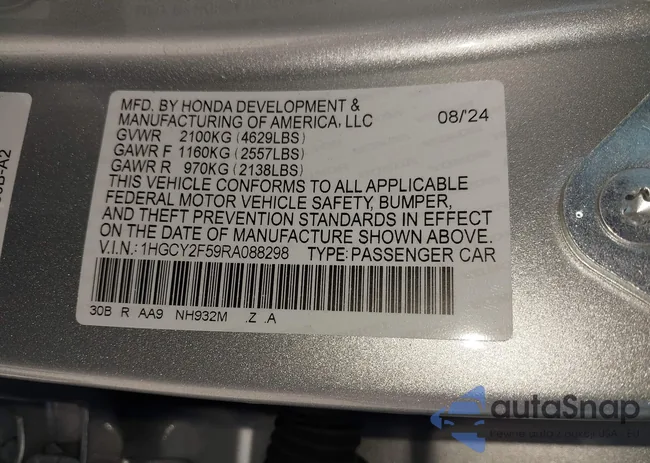 MFD. BY HONDA DEVELOPMENT &
MANUFACTURING OF AMERICA, LLC 08/'24
GVWR 2100KG (4629LBS)
GAWR F 1160KG (2557LBS)
GAWR R 970KG (2138LBS)
THIS VEHICLE CONFORMS TO ALL APPLICABLE
FEDERAL MOTOR VEHICLE SAFETY, BUMPER,
AND THEFT PREVENTION STANDARDS IN EFFECT
ON THE DATE OF MANUFACTURE SHOWN ABOVE.
V.I.N.: 1HGCY2F59RA088298 TYPE: PASSENGER CAR
30B R AA9 NH932M .Z .A
autoSnap